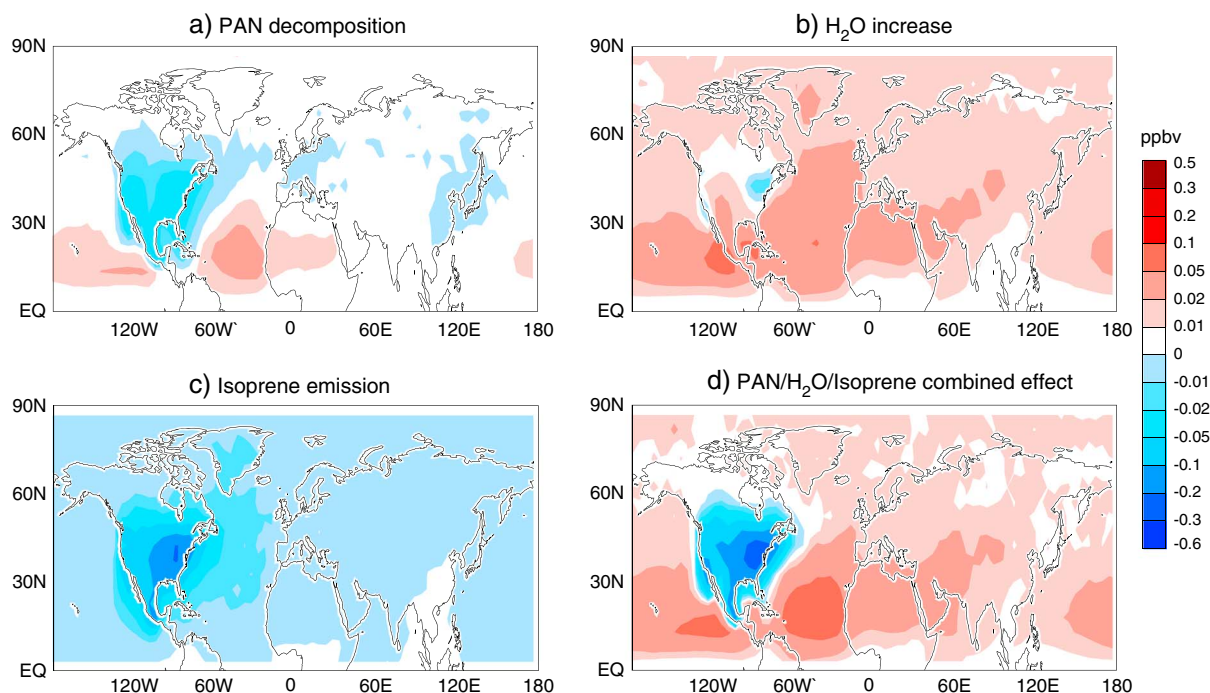 a) PAN decomposition
90N
60N
30N
EQ
120W 60W` 0 60E 120E 180
b) H2O increase
90N
60N
30N
EQ
120W 60W` 0 60E 120E 180
c) Isoprene emission
90N
60N
30N
EQ
120W 60W 0 60E 120E 180
d) PAN/H2O/Isoprene combined effect
90N
60N
30N
EQ
120W 60W` 0 60E 120E 180
ppbv
0.5
0.3
0.2
0.1
0.05
0.02
0.01
0
-0.01
-0.02
-0.05
-0.1
-0.2
-0.3
-0.6